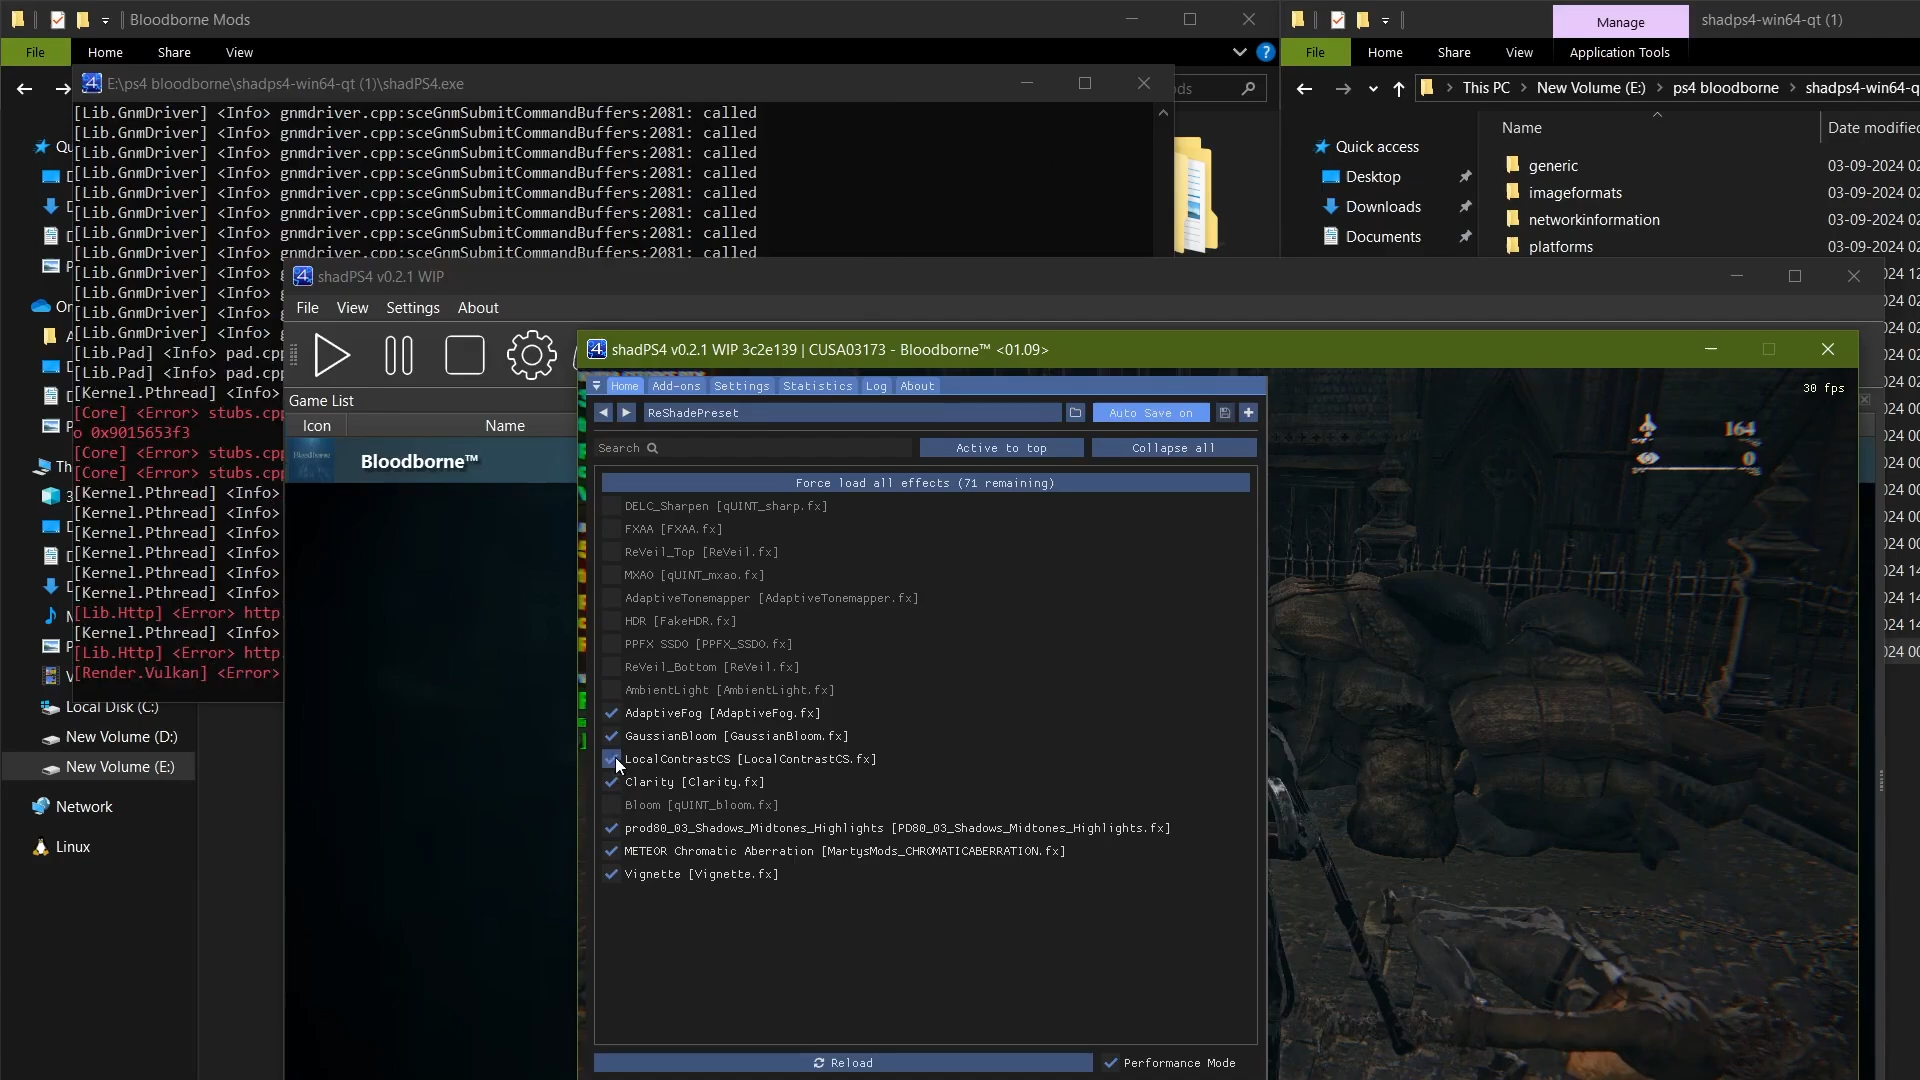 Bloodborne Mods
File Home Share View
E:\ps4 bloodborne\shadps4-win64-qt (1)\shadPS4.exe
[Lib.GnmDriver] <Info> gnmdriver.cpp:sceGnmSubmitCommandBuffers:2081: called
[Lib.GnmDriver] <Info> gnmdriver.cpp:sceGnmSubmitCommandBuffers:2081: called
[Lib.GnmDriver] <Info> gnmdriver.cpp:sceGnmSubmitCommandBuffers:2081: called
[Lib.GnmDriver] <Info> gnmdriver.cpp:sceGnmSubmitCommandBuffers:2081: called
[Lib.GnmDriver] <Info> gnmdriver.cpp:sceGnmSubmitCommandBuffers:2081: called
[Lib.GnmDriver] <Info> gnmdriver.cpp:sceGnmSubmitCommandBuffers:2081: called
[Lib.GnmDriver] <Info> gnmdriver.cpp:sceGnmSubmitCommandBuffers:2081: called
[Lib.GnmDriver] <Info> gnmdriver.cpp:sceGnmSubmitCommandBuffers:2081: called
[Lib.GnmDriver] <Info>
[Lib.GnmDriver] <Info>
[Lib.GnmDriver] <Info>
[Lib.GnmDriver] <Info>
[Lib.Pad] <Info> pad.cpp
[Lib.Pad] <Info> pad.cpp
[Kernel.Pthread] <Info>
[Core] <Error> stubs.cpp
o 0x9015653f3
[Core] <Error> stubs.cpp
[Core] <Error> stubs.cpp
[Kernel.Pthread] <Info>
[Kernel.Pthread] <Info>
[Kernel.Pthread] <Info>
[Kernel.Pthread] <Info>
[Kernel.Pthread] <Info>
[Kernel.Pthread] <Info>
[Lib.Http] <Error> http.
[Kernel.Pthread] <Info>
[Lib.Http] <Error> http.
[Render.Vulkan] <Error>
Local Disk (C:)
New Volume (D:)
New Volume (E:)
Network
Linux
Manage
shadps4-win64-qt (1)
File Home Share View Application Tools
This PC > New Volume (E:) > ps4 bloodborne > shadps4-win64-q
Quick access
Desktop
Downloads
Documents
Name
Date modified
generic 03-09-2024 02
imageformats 03-09-2024 02
networkinformation 03-09-2024 02
platforms 03-09-2024 02
shadPS4 v0.2.1 WIP
File View Settings About
Game List
Icon Name
Bloodborne™
shadPS4 v0.2.1 WIP 3c2e139 | CUSA03173 - Bloodborne™ <01.09>
Home Add-ons Settings Statistics Log About
ReShadePreset
Auto Save on
Search
Active to top
Collapse all
Force load all effects (71 remaining)
DELC_Sharpen [qUINT_sharp.fx]
FXAA [FXAA.fx]
ReVeil_Top [ReVeil.fx]
MXAO [qUINT_mxao.fx]
AdaptiveTonemapper [AdaptiveTonemapper.fx]
HDR [FakeHDR.fx]
PPFX SSDO [PPFX_SSDO.fx]
ReVeil_Bottom [ReVeil.fx]
AmbientLight [AmbientLight.fx]
AdaptiveFog [AdaptiveFog.fx]
GaussianBloom [GaussianBloom.fx]
LocalContrastCS [LocalContrastCS.fx]
Clarity [Clarity.fx]
Bloom [qUINT_bloom.fx]
prod80_03_Shadows_Midtones_Highlights [PD80_03_Shadows_Midtones_Highlights.fx]
METEOR Chromatic Aberration [MartysMods_CHROMATICABERRATION.fx]
Vignette [Vignette.fx]
Reload
Performance Mode
30 fps
164
0